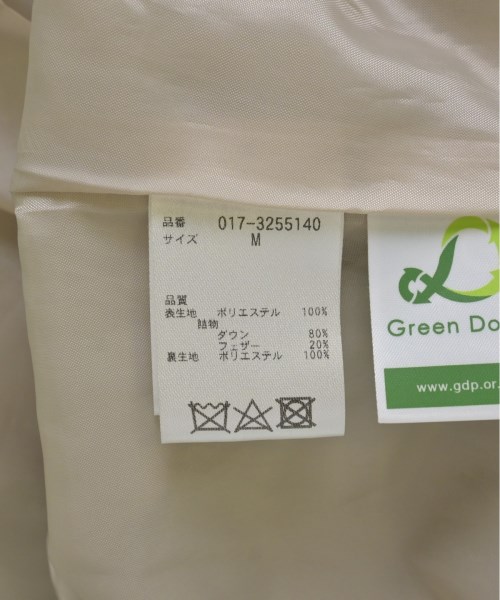 品番 017-3255140
サイズ M
品質
表生地 ポリエステル 100%
詰物
ダウン 80%
フェザー 20%
裏生地 ポリエステル 100%
Green Do
www.gdp.or.